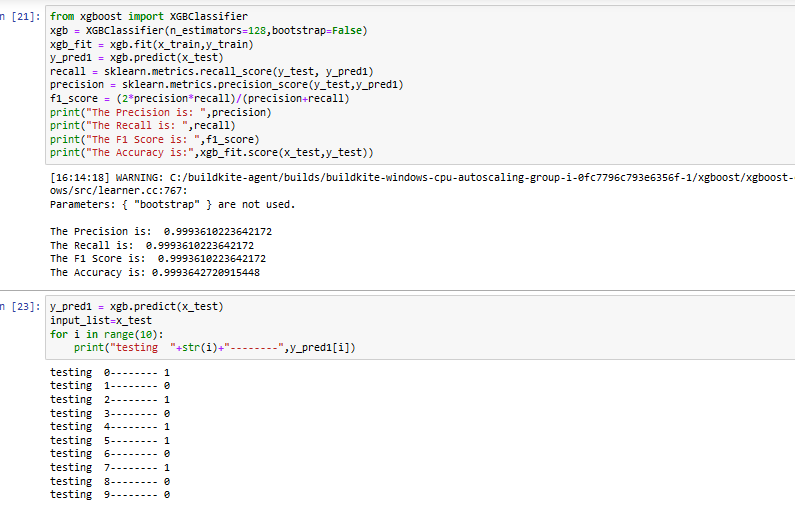 n [21]: from xgboost import XGBClassifier
xgb = XGBClassifier(n_estimators=128,bootstrap=False)
xgb_fit = xgb.fit(x_train,y_train)
y_pred1 = xgb.predict(x_test)
recall = sklearn.metrics.recall_score(y_test, y_pred1)
precision = sklearn.metrics.precision_score(y_test,y_pred1)
f1_score = (2*precision*recall)/(precision+recall)
print("The Precision is: ",precision)
print("The Recall is: ",recall)
print("The F1 Score is: ",f1_score)
print("The Accuracy is:",xgb_fit.score(x_test,y_test))
[16:14:18] WARNING: C:/buildkite-agent/builds/buildkite-windows-cpu-autoscaling-group-i-0fc7796c793e6356f-1/xgboost/xgboost-
ows/src/learner.cc:767:
Parameters: { "bootstrap" } are not used.
The Precision is:  0.9993610223642172
The Recall is:  0.9993610223642172
The F1 Score is:  0.9993610223642172
The Accuracy is: 0.9993642720915448
n [23]: y_pred1 = xgb.predict(x_test)
input_list=x_test
for i in range(10):
    print("testing  "+str(i)+"--------",y_pred1[i])
testing  0-------- 1
testing  1-------- 0
testing  2-------- 1
testing  3-------- 0
testing  4-------- 1
testing  5-------- 1
testing  6-------- 0
testing  7-------- 1
testing  8-------- 0
testing  9-------- 0